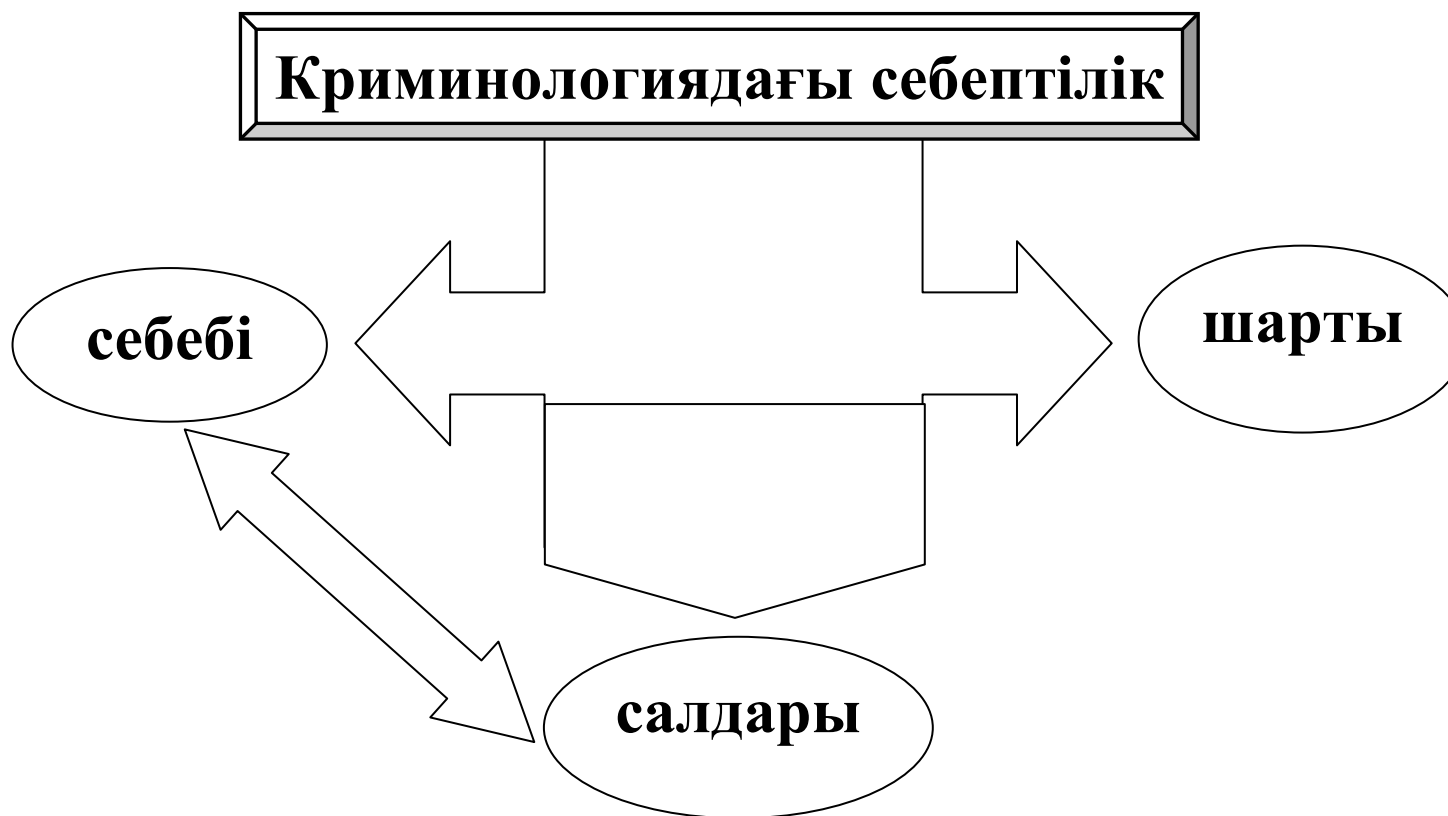 Криминологиядағы себептілік
себебі
шарты
салдары